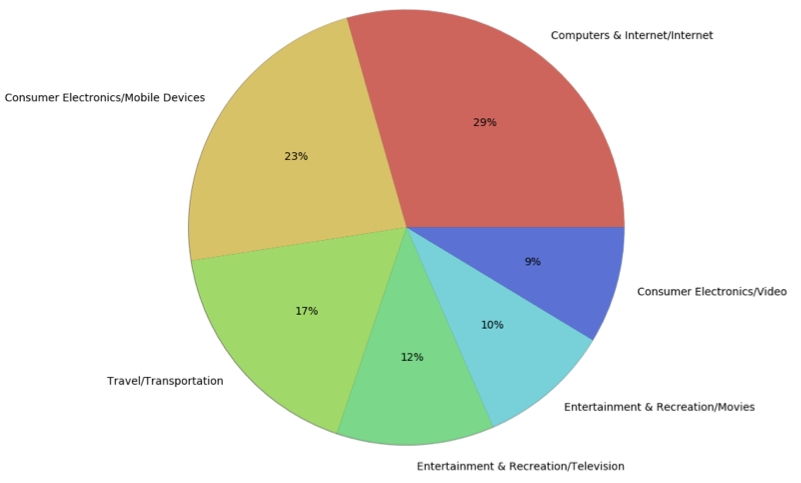 Computers & Internet/Internet
Consumer Electronics/Mobile Devices
29%
23%
9%
Consumer Electronics/Video
17%
10%
12%
Travel/Transportation
Entertainment & Recreation/Movies
Entertainment & Recreation/Television